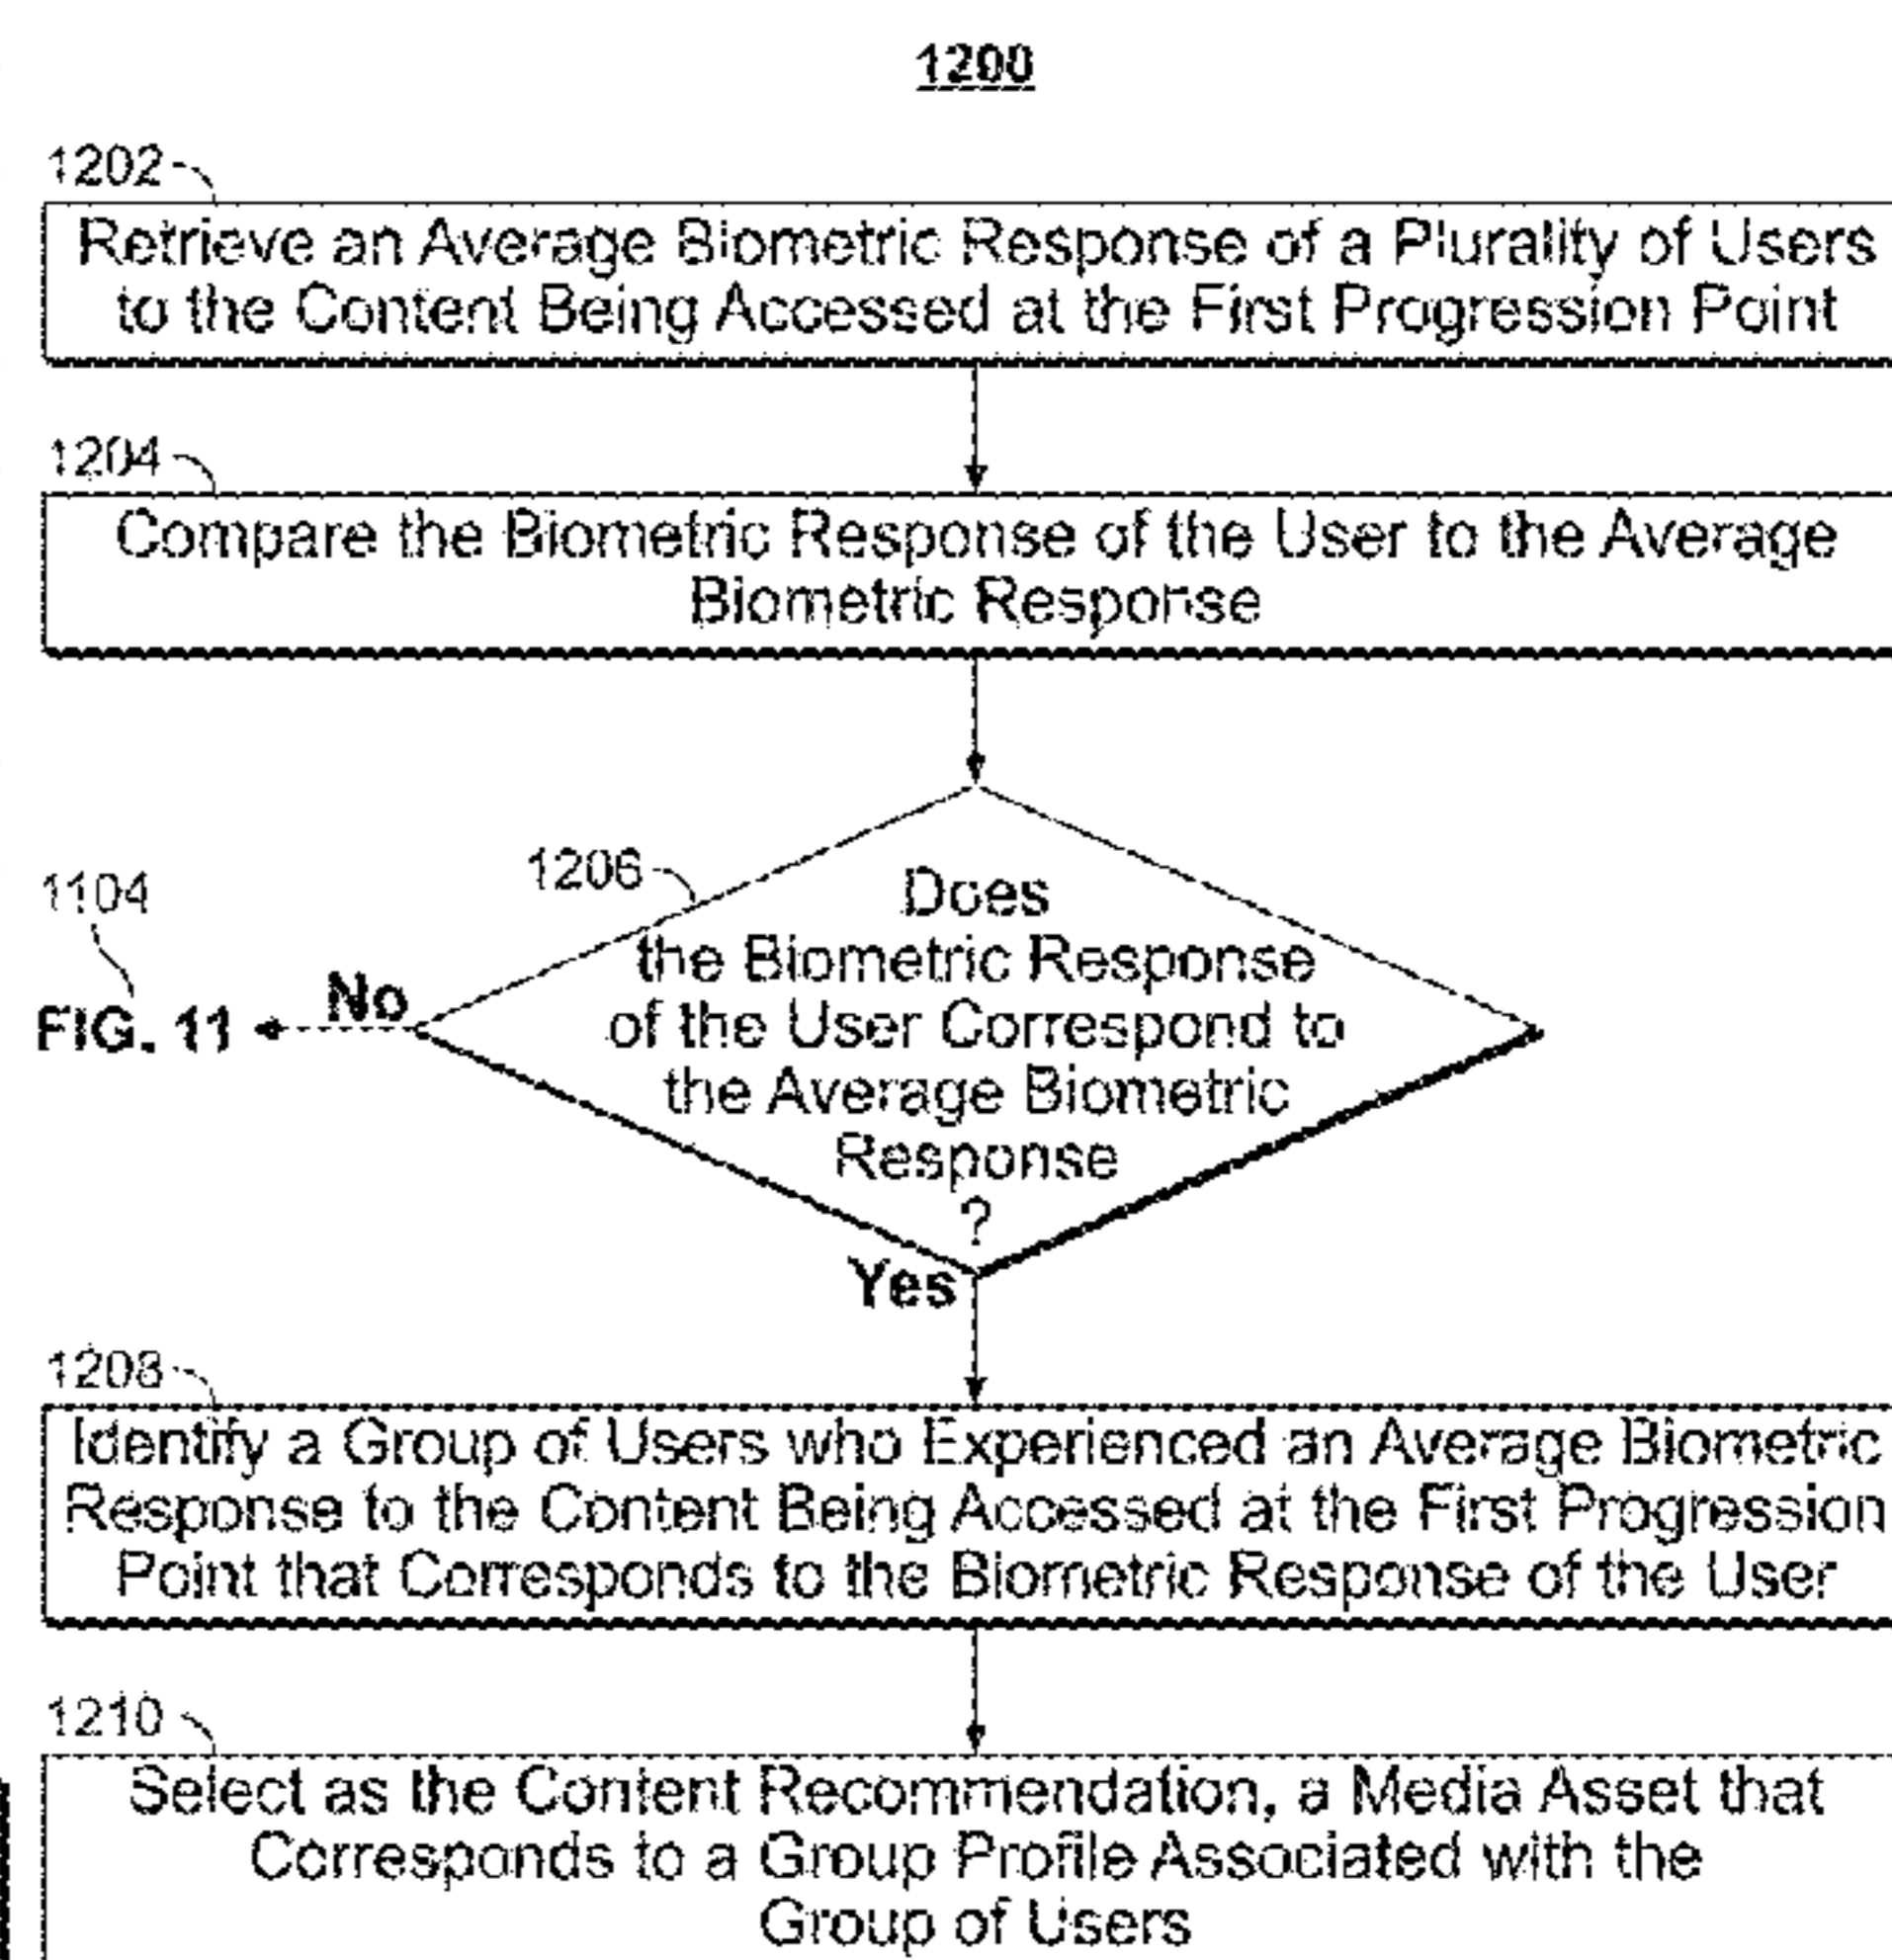 1200
1202
Retrieve an Average Biometric Response of a Plurality of Users
to the Content Being Accessed at the First Progression Point
1204
Compare the Biometric Response of the User to the Average
Biometric Response
1206
Does
the Biometric Response
of the User Correspond to
the Average Biometric
Response
?
1104
FIG. 11
No
Yes
1208
Identify a Group of Users who Experienced an Average Biometric
Response to the Content Being Accessed at the First Progression
Point that Corresponds to the Biometric Response of the User
1210
Select as the Content Recommendation, a Media Asset that
Corresponds to a Group Profile Associated with the
Group of Users